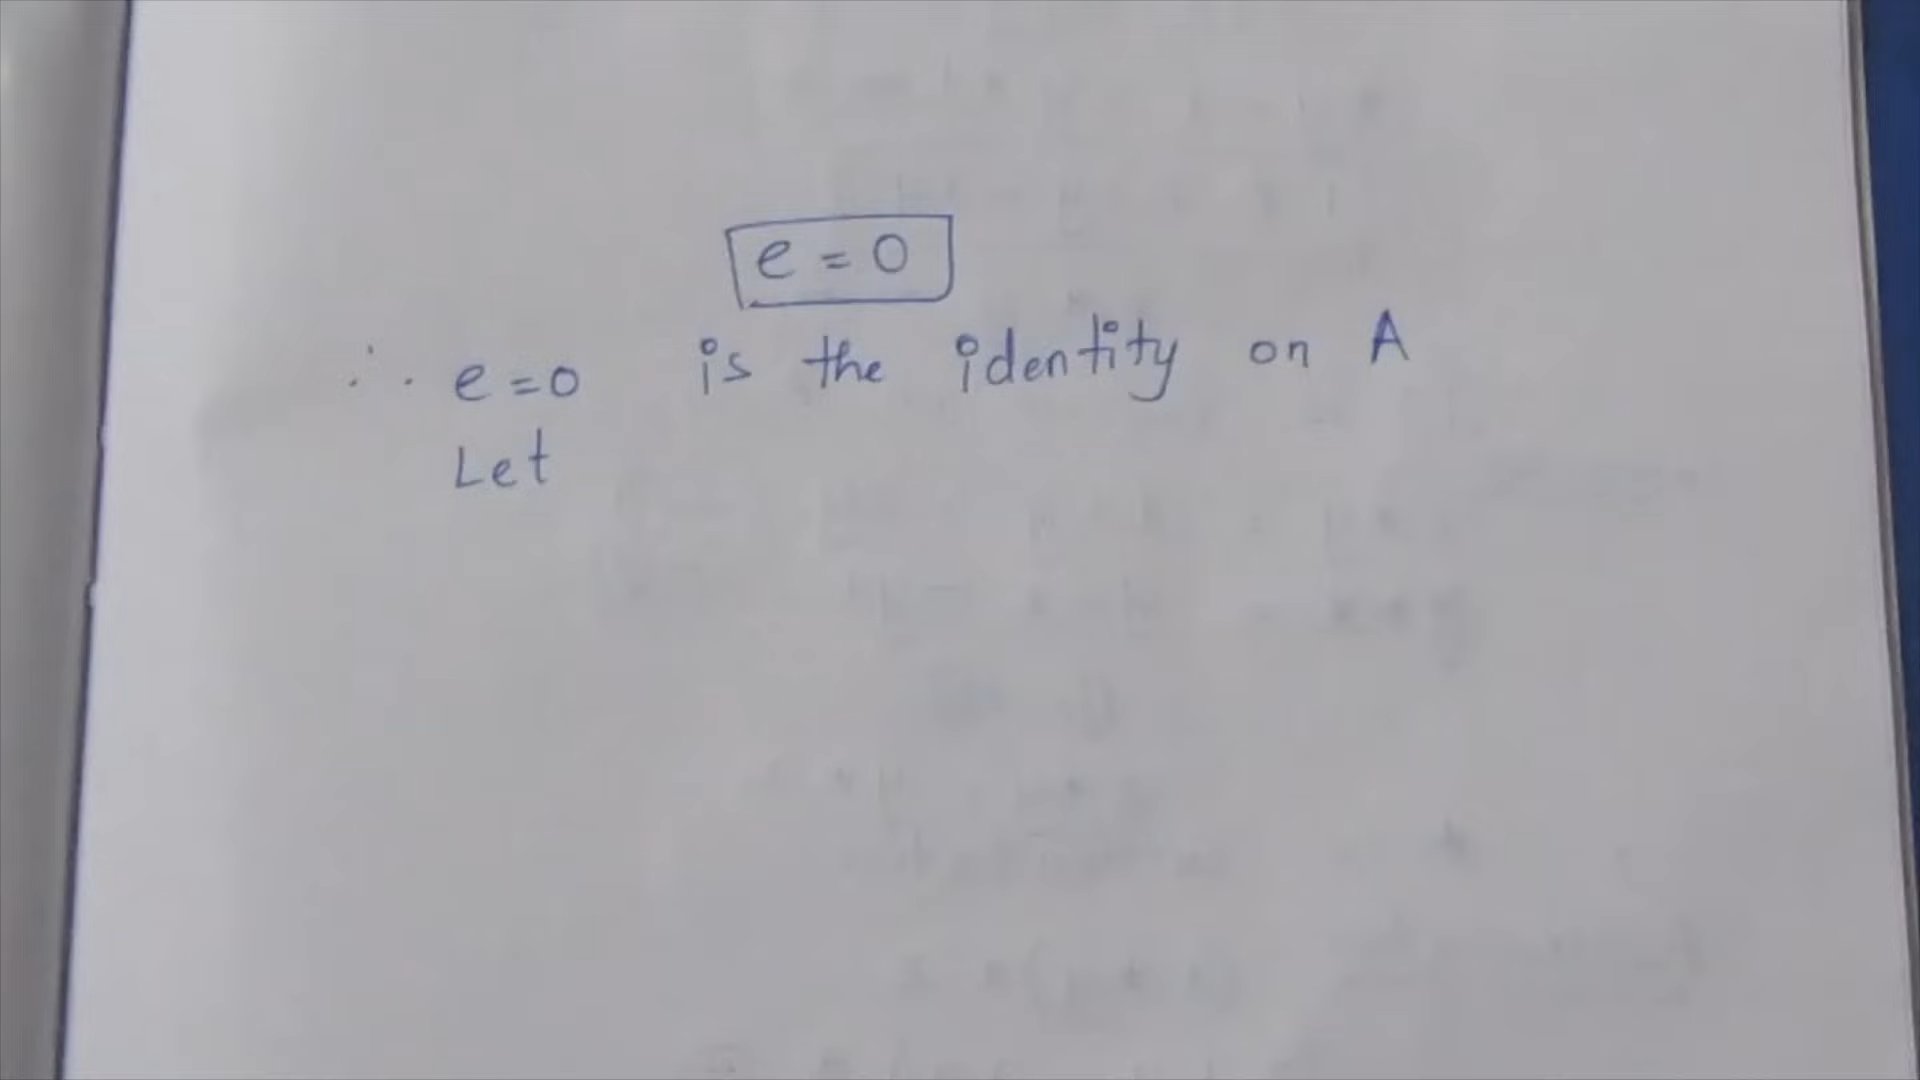 e = 0
∴ e = 0 is the identity on A
Let